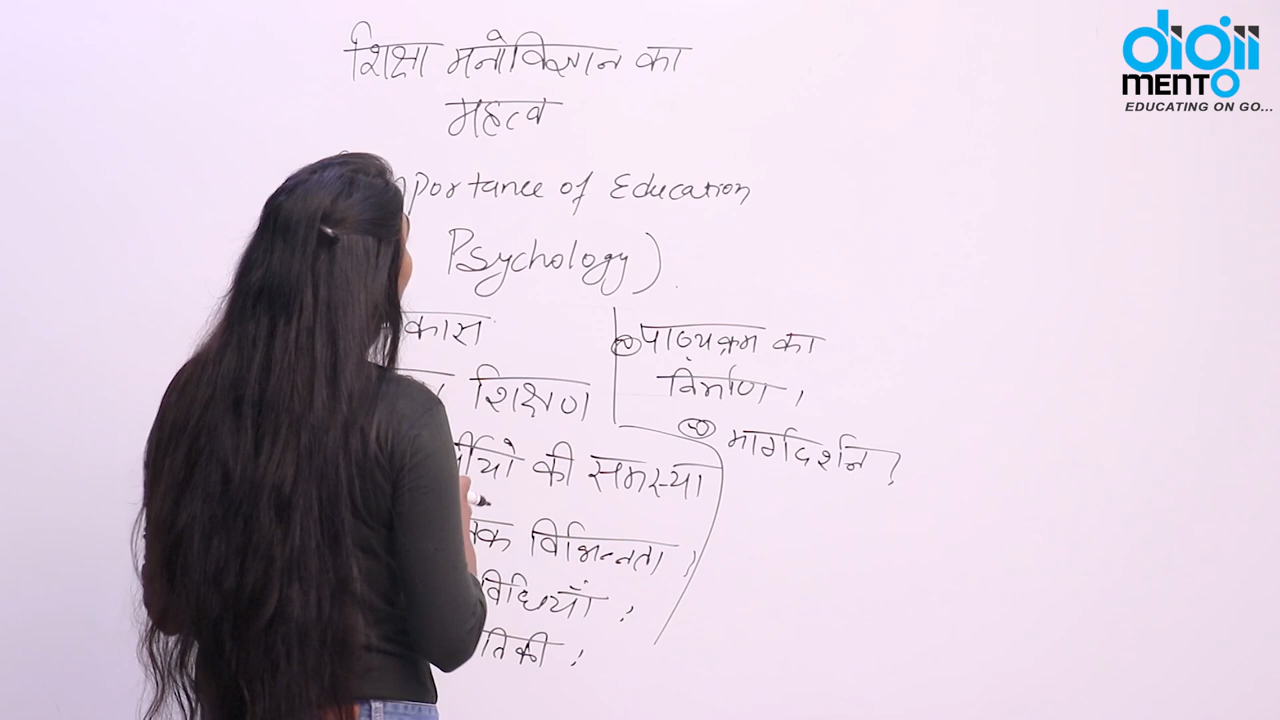 शिक्षा मनोविज्ञान का
महत्व
portance of Education
Psychology)
कास
शिक्षण
की समस्या
क विभिन्नता ,
विधियाँ ,
तिकी ,
पाठ्यक्रम का
निर्माण ,
मार्गदर्शन ,
digii
MENTO
EDUCATING ON GO...